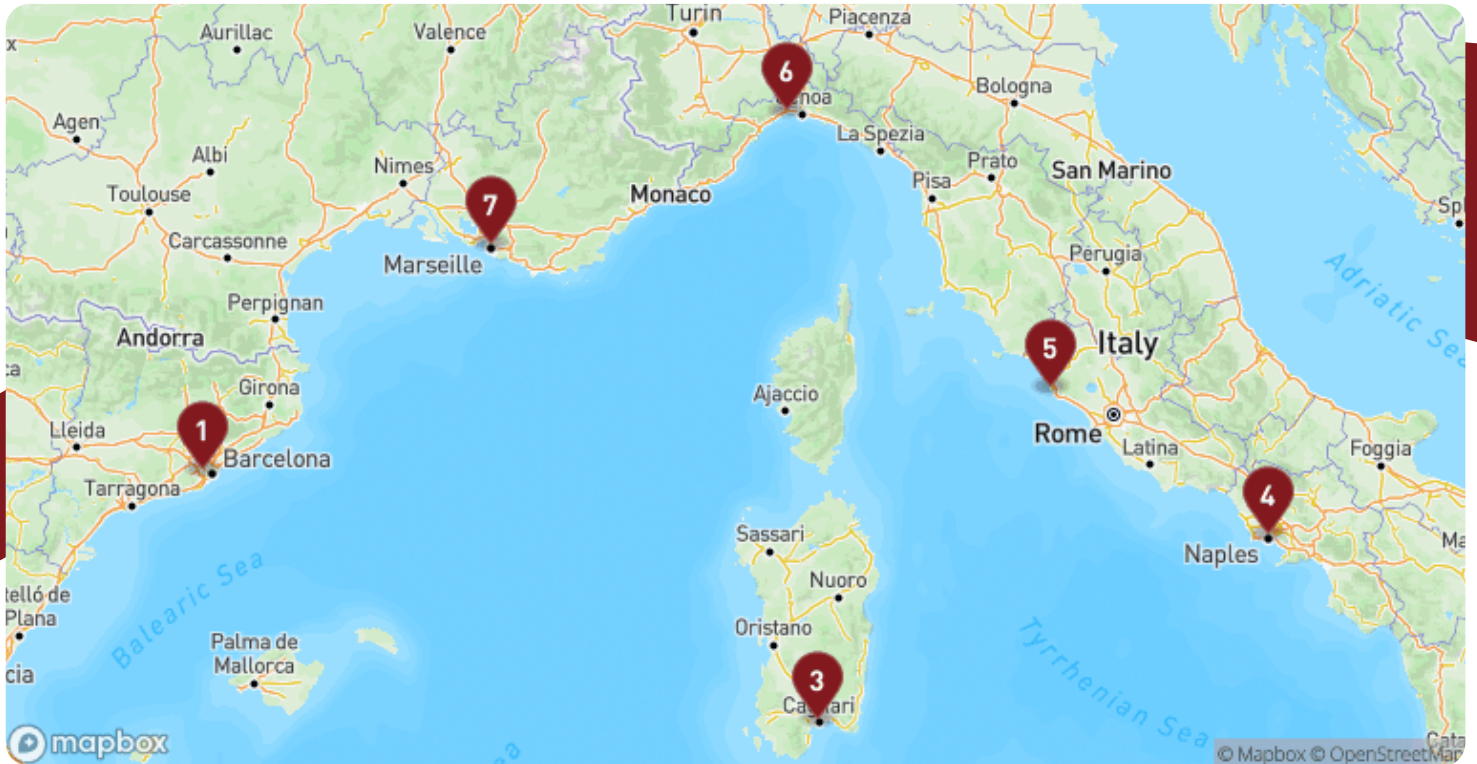 Turin
Piacenza
Aurillac
Valence
6
Bologna
Agen
La Spezia
Albi
Nimes
Prato
San Marino
Toulouse
Monaco
Pisa
7
Carcassonne
Marseille
Perugia
Adriatic Sea
Perpignan
Andorra
5
Italy
Girona
Ajaccio
1
Lleida
Rome
Barcelona
Latina
Foggia
Tarragona
4
Sassari
Naples
Balearic Sea
Nuoro
Oristano
Palma de
Mallorca
Tyrrhenian Sea
3
mapbox
© Mapbox © OpenStreetMap